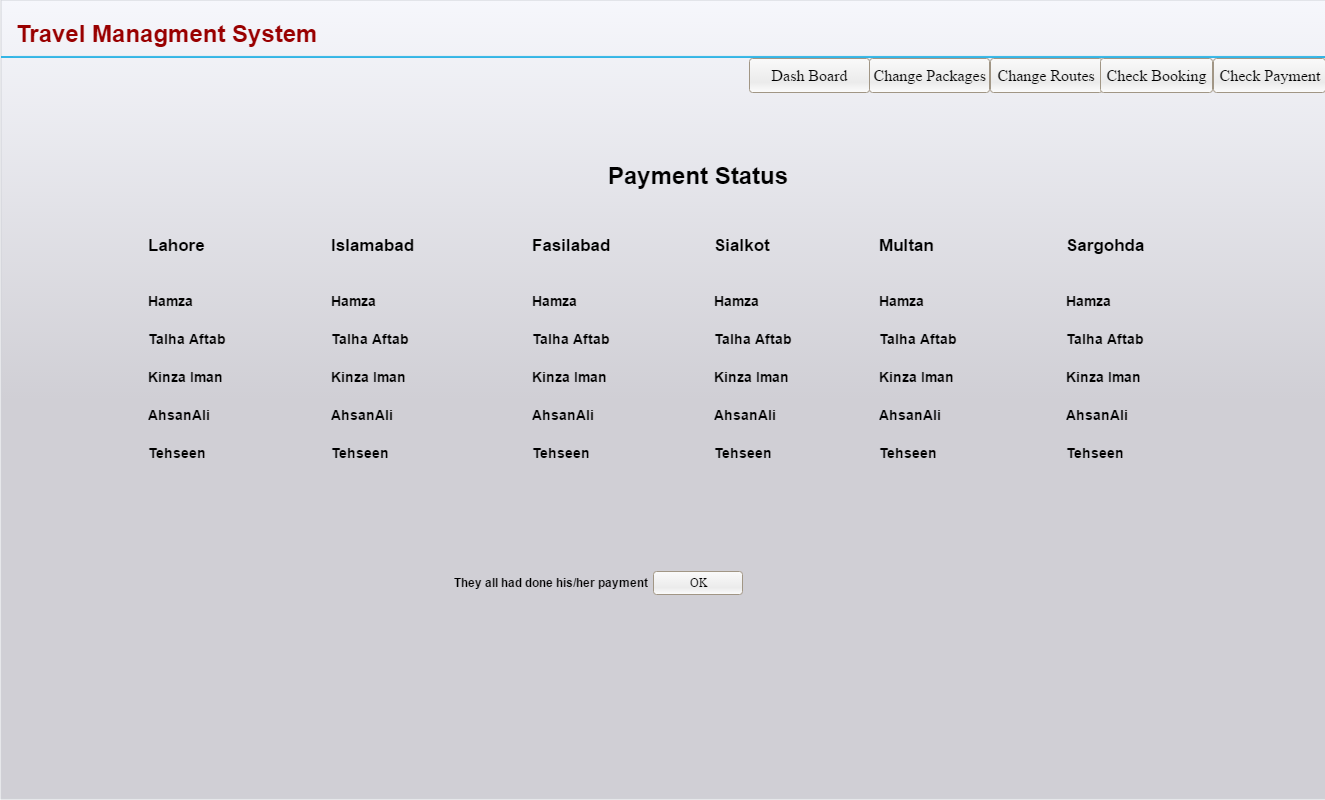 Travel Managment System
Dash Board Change Packages Change Routes Check Booking Check Payment
Payment Status
Lahore Islamabad Fasilabad Sialkot Multan Sargohda
Hamza Hamza Hamza Hamza Hamza Hamza
Talha Aftab Talha Aftab Talha Aftab Talha Aftab Talha Aftab Talha Aftab
Kinza Iman Kinza Iman Kinza Iman Kinza Iman Kinza Iman Kinza Iman
AhsanAli AhsanAli AhsanAli AhsanAli AhsanAli AhsanAli
Tehseen Tehseen Tehseen Tehseen Tehseen Tehseen
They all had done his/her payment OK